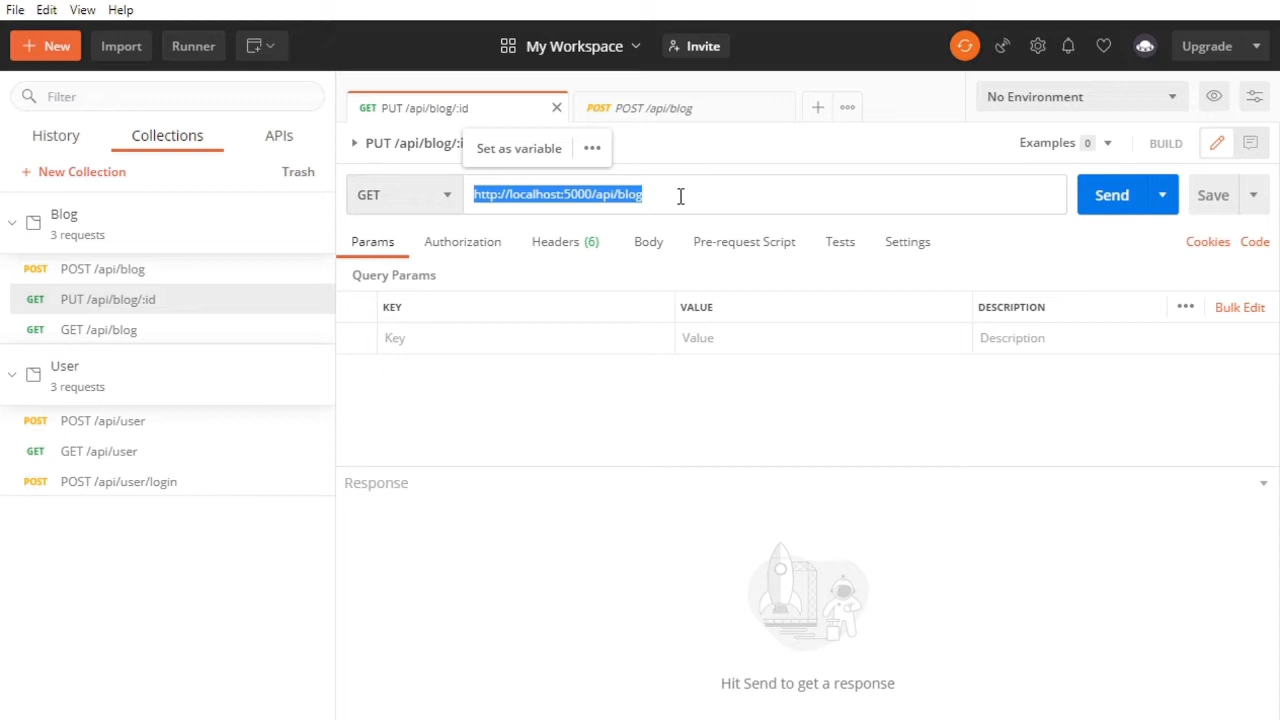 File Edit View Help
+ New Import Runner My Workspace Invite Upgrade
Filter
History Collections APIs
+ New Collection Trash
Blog
3 requests
POST POST /api/blog
GET PUT /api/blog/:id
GET GET /api/blog
User
3 requests
POST POST /api/user
GET GET /api/user
POST POST /api/user/login
GET PUT /api/blog/:id POST POST /api/blog No Environment
PUT /api/blog/:i Set as variable Examples 0 BUILD
GET http://localhost:5000/api/blog Send Save
Params Authorization Headers (6) Body Pre-request Script Tests Settings Cookies Code
Query Params
KEY VALUE DESCRIPTION Bulk Edit
Key Value Description
Response
Hit Send to get a response